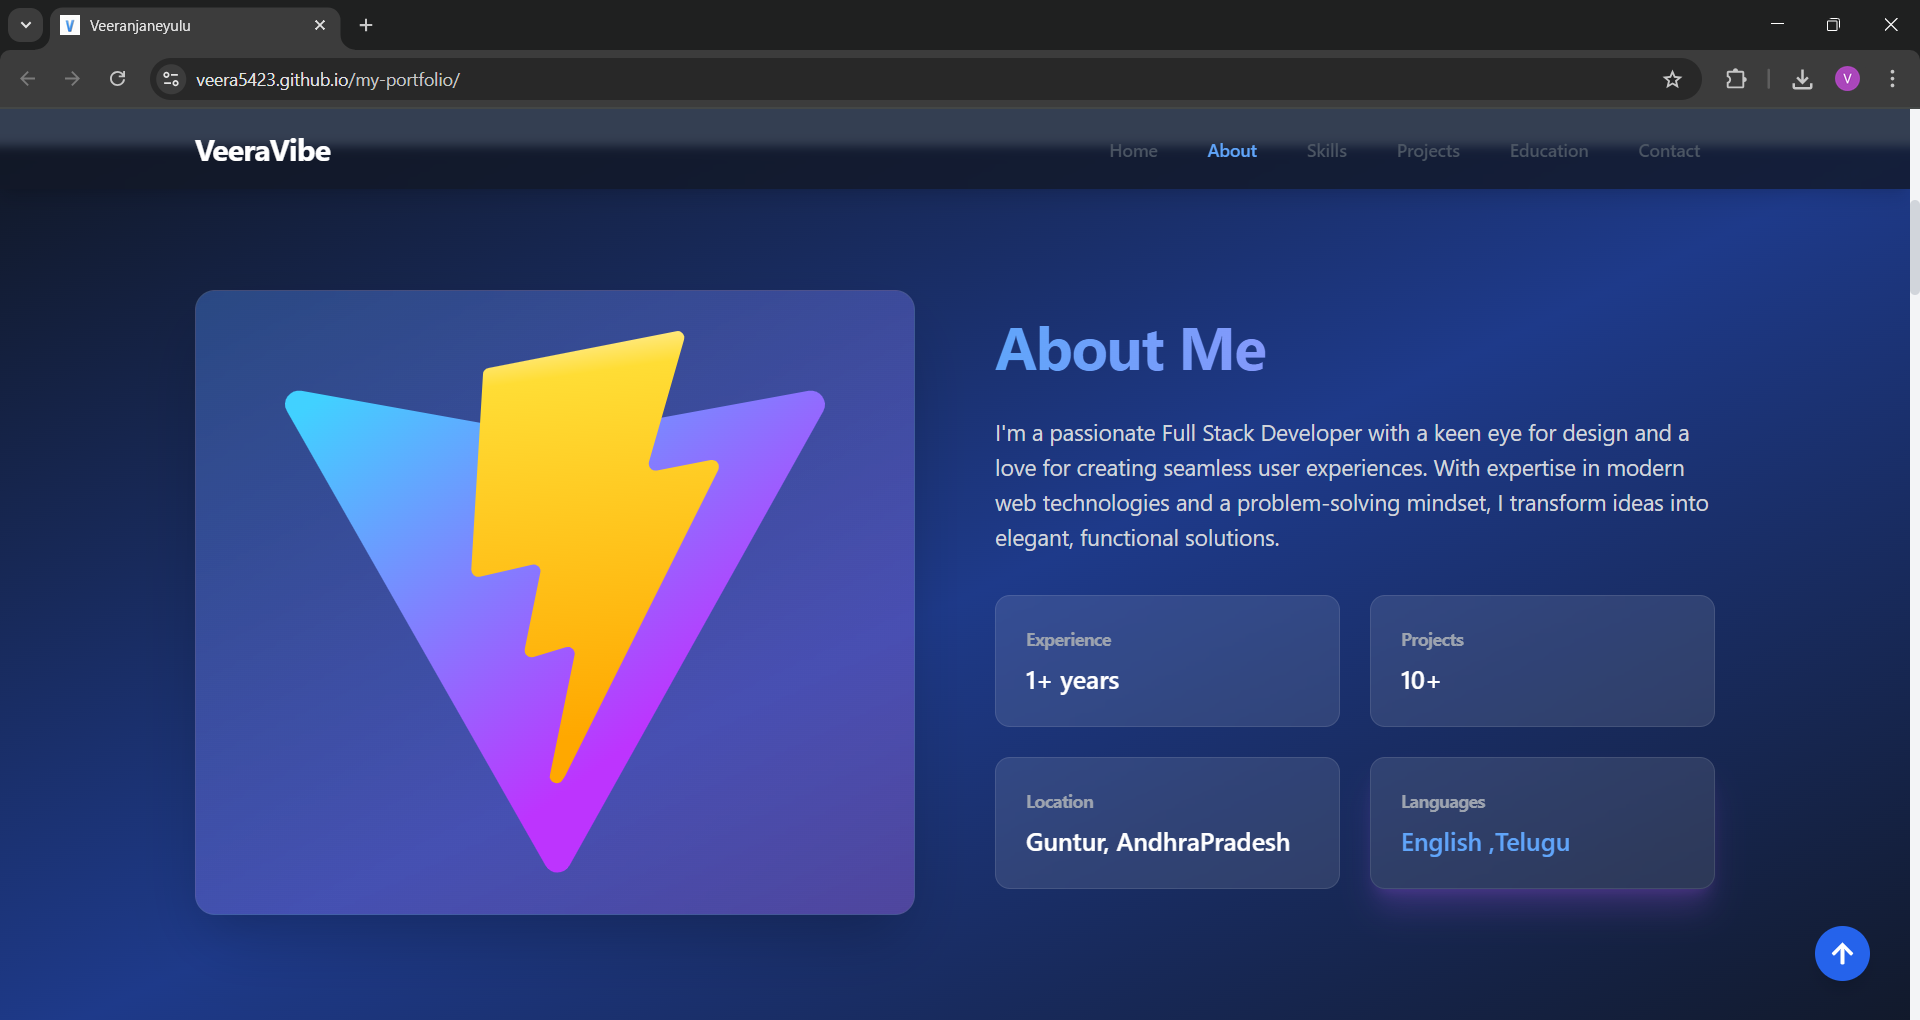 Veeranjaneyulu
veera5423.github.io/my-portfolio/
V
VeeraVibe
Home About Skills Projects Education Contact
About Me
I'm a passionate Full Stack Developer with a keen eye for design and a
love for creating seamless user experiences. With expertise in modern
web technologies and a problem-solving mindset, I transform ideas into
elegant, functional solutions.
Experience
1+ years
Projects
10+
Location
Guntur, AndhraPradesh
Languages
English ,Telugu